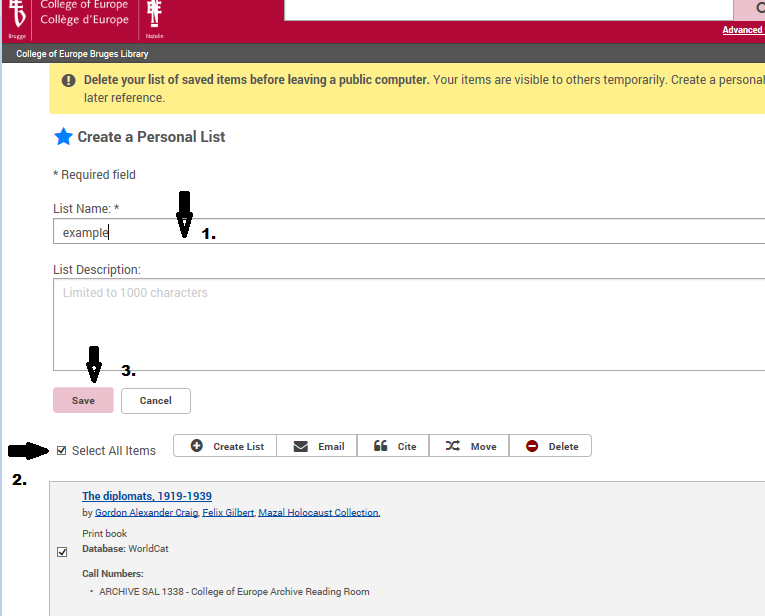 College of Europe
Collège d'Europe
Brugge
Natolin
Advanced
College of Europe Bruges Library
Delete your list of saved items before leaving a public computer. Your items are visible to others temporarily. Create a personal
later reference.
Create a Personal List
* Required field
List Name: *
example
1.
List Description:
Limited to 1000 characters
3.
Save
Cancel
Select All Items
Create List
Email
Cite
Move
Delete
2.
The diplomats, 1919-1939
by Gordon Alexander Craig, Felix Gilbert, Mazal Holocaust Collection.
Print book
Database: WorldCat
Call Numbers:
• ARCHIVE SAL 1338 - College of Europe Archive Reading Room